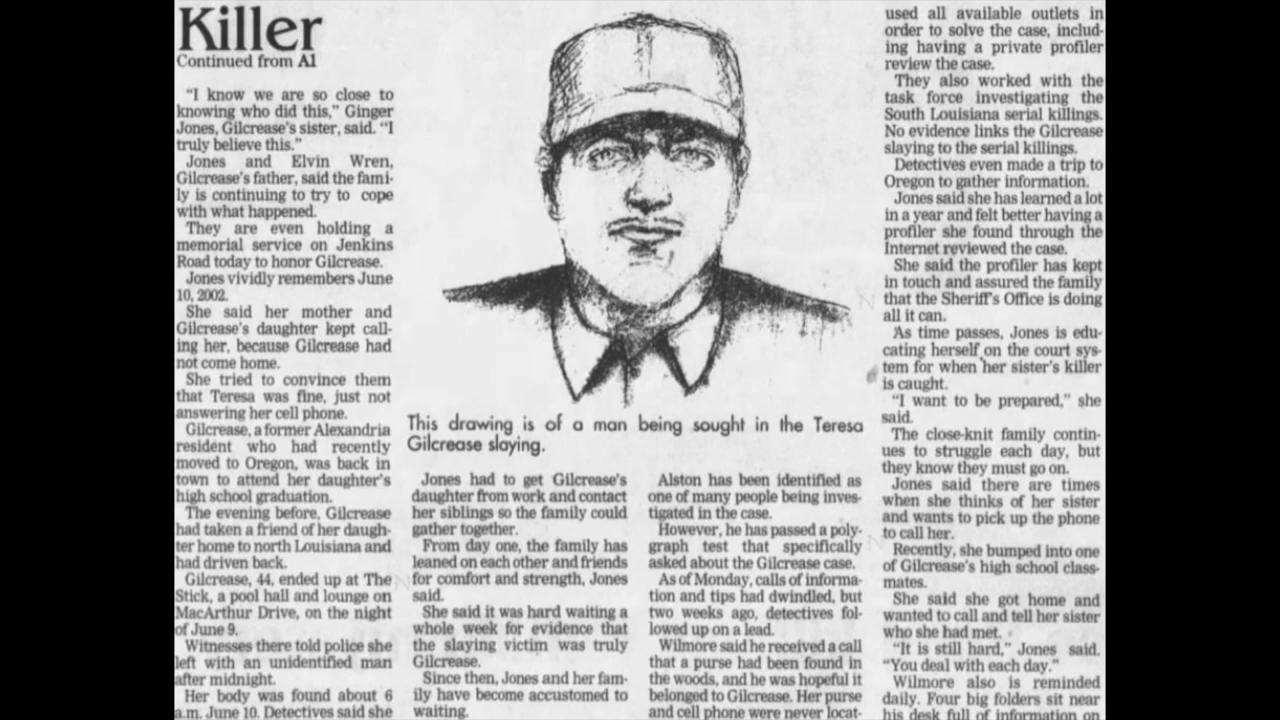 Killer
Continued from A1
"I know we are so close to
knowing who did this," Ginger
Jones, Gilcrease's sister, said. "I
truly believe this."
Jones and Elvin Wren,
Gilcrease's father, said the fami-
ly is continuing to try to cope
with what happened.
They are even holding a
memorial service on Jenkins
Road today to honor Gilcrease.
Jones vividly remembers June
10, 2002.
She said her mother and
Gilcrease's daughter kept call-
ing her, because Gilcrease had
not come home.
She tried to convince them
that Teresa was fine, just not
answering her cell phone.
Gilcrease, a former Alexandria
resident who had recently
moved to Oregon, was back in
town to attend her daughter's
high school graduation.
The evening before, Gilcrease
had taken a friend of her daugh-
ter home to north Louisiana and
had driven back.
Gilcrease, 44, ended up at The
Stick, a pool hall and lounge on
MacArthur Drive, on the night
of June 9.
Witnesses there told police she
left with an unidentified man
after midnight.
Her body was found about 6
a.m. June 10. Detectives said she
This drawing is of a man being sought in the Teresa
Gilcrease slaying.
Jones had to get Gilcrease's
daughter from work and contact
her siblings so the family could
gather together.
From day one, the family has
leaned on each other and friends
for comfort and strength, Jones
said.
She said it was hard waiting a
whole week for evidence that
the slaying victim was truly
Gilcrease.
Since then, Jones and her fam-
ily have become accustomed to
waiting.
Alston has been identified as
one of many people being inves-
tigated in the case.
However, he has passed a poly-
graph test that specifically
asked about the Gilcrease case.
As of Monday, calls of informa-
tion and tips had dwindled, but
two weeks ago, detectives fol-
lowed up on a lead.
Wilmore said he received a call
that a purse had been found in
the woods, and he was hopeful it
belonged to Gilcrease. Her purse
and cell phone were never locat-
used all available outlets in
order to solve the case, includ-
ing having a private profiler
review the case.
They also worked with the
task force investigating the
South Louisiana serial killings.
No evidence links the Gilcrease
slaying to the serial killings.
Detectives even made a trip to
Oregon to gather information.
Jones said she has learned a lot
in a year and felt better having a
profiler she found through the
Internet reviewed the case.
She said the profiler has kept
in touch and assured the family
that the Sheriff's Office is doing
all it can.
As time passes, Jones is edu-
cating herself on the court sys-
tem for when her sister's killer
is caught.
"I want to be prepared," she
said.
The close-knit family contin-
ues to struggle each day, but
they know they must go on.
Jones said there are times
when she thinks of her sister
and wants to pick up the phone
to call her.
Recently, she bumped into one
of Gilcrease's high school class-
mates.
She said she got home and
wanted to call and tell her sister
who she had met.
"It is still hard," Jones said.
"You deal with each day."
Wilmore also is reminded
daily. Four big folders sit near
his desk full of information on